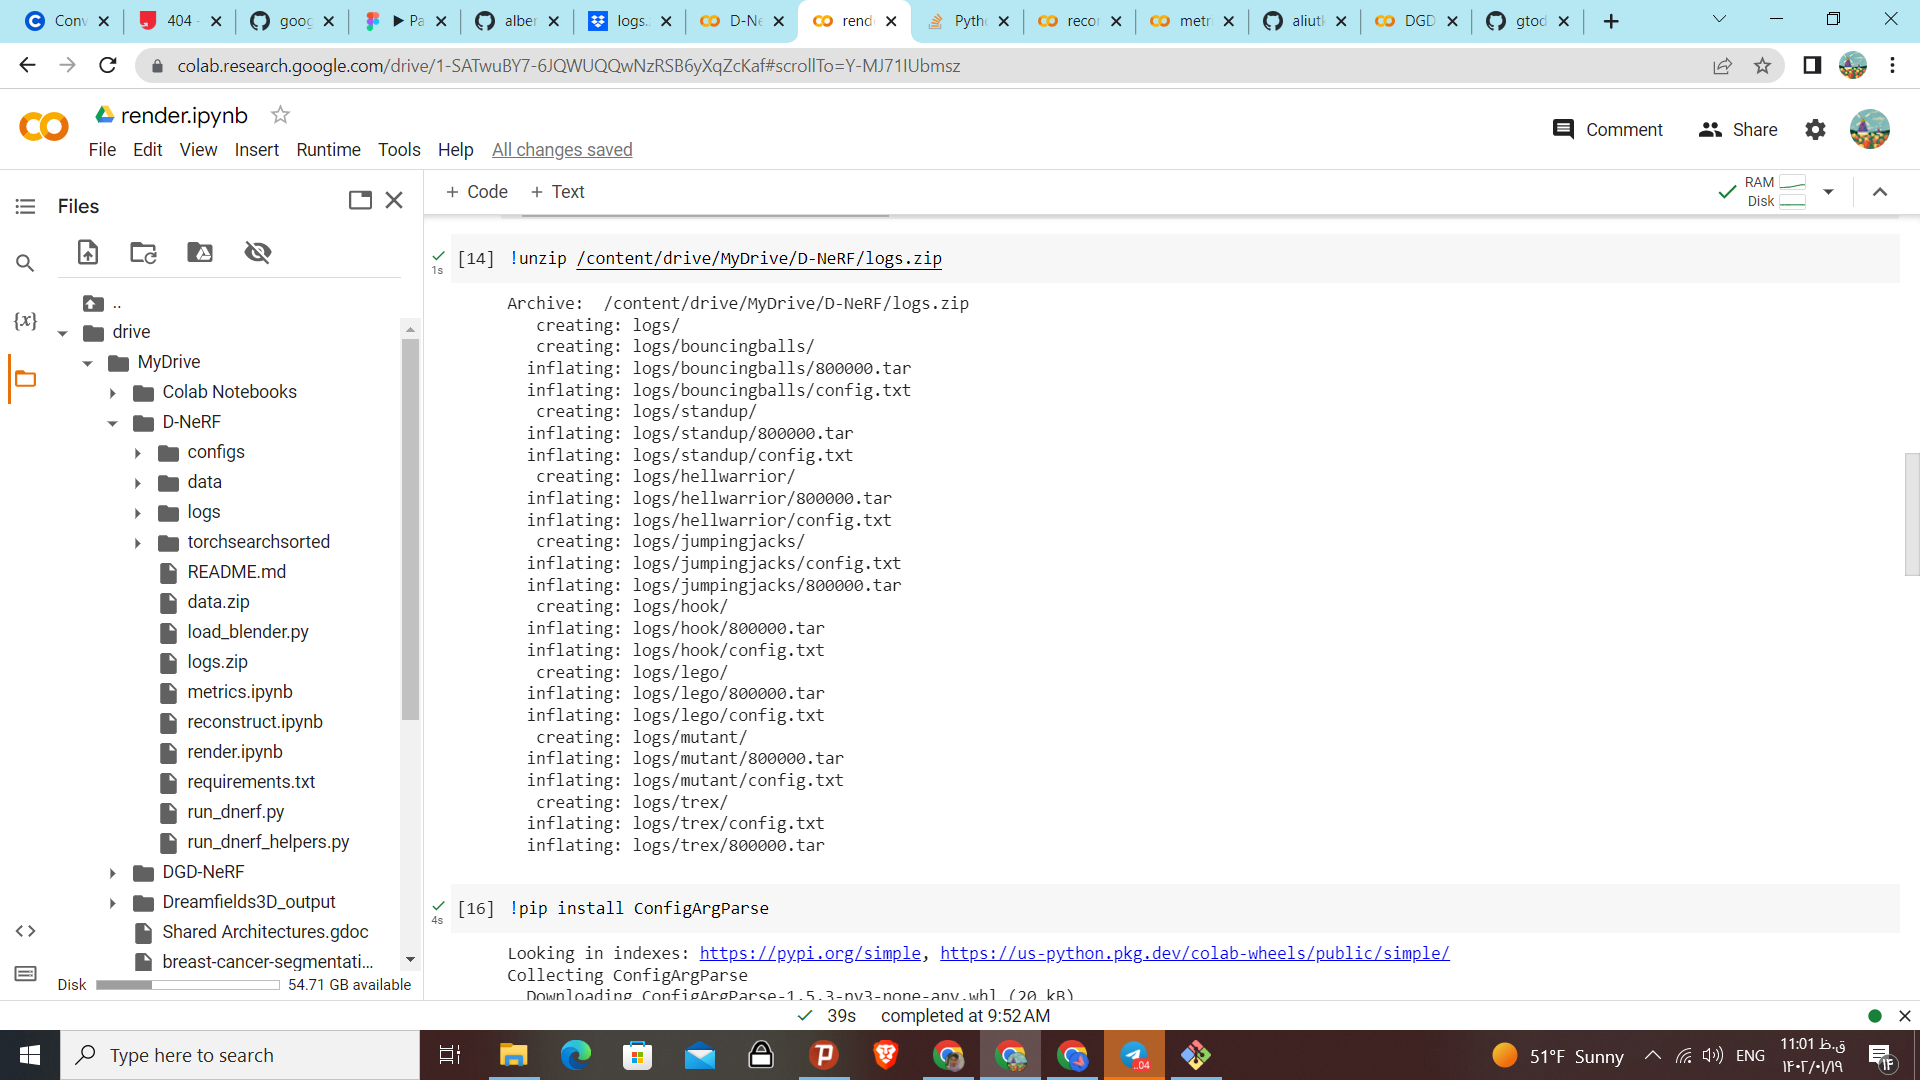 Conv
404 -
goog
Pa
alber
logs.
D-Ne
rende
Pyth
recor
metri
aliutk
DGD
gtod
colab.research.google.com/drive/1-SATwuBY7-6JQWUQQwNzRSB6yXqZcKaf#scrollTo=Y-MJ71IUbmsz
render.ipynb
File Edit View Insert Runtime Tools Help All changes saved
Comment
Share
Files
+ Code + Text
RAM
Disk
..
drive
MyDrive
Colab Notebooks
D-NeRF
configs
data
logs
torchsearchsorted
README.md
data.zip
load_blender.py
logs.zip
metrics.ipynb
reconstruct.ipynb
render.ipynb
requirements.txt
run_dnerf.py
run_dnerf_helpers.py
DGD-NeRF
Dreamfields3D_output
Shared Architectures.gdoc
breast-cancer-segmentati...
Disk 54.71 GB available
{x}
1s
[14] !unzip /content/drive/MyDrive/D-NeRF/logs.zip
Archive:  /content/drive/MyDrive/D-NeRF/logs.zip
creating: logs/
creating: logs/bouncingballs/
inflating: logs/bouncingballs/800000.tar
inflating: logs/bouncingballs/config.txt
creating: logs/standup/
inflating: logs/standup/800000.tar
inflating: logs/standup/config.txt
creating: logs/hellwarrior/
inflating: logs/hellwarrior/800000.tar
inflating: logs/hellwarrior/config.txt
creating: logs/jumpingjacks/
inflating: logs/jumpingjacks/config.txt
inflating: logs/jumpingjacks/800000.tar
creating: logs/hook/
inflating: logs/hook/800000.tar
inflating: logs/hook/config.txt
creating: logs/lego/
inflating: logs/lego/800000.tar
inflating: logs/lego/config.txt
creating: logs/mutant/
inflating: logs/mutant/800000.tar
inflating: logs/mutant/config.txt
creating: logs/trex/
inflating: logs/trex/config.txt
inflating: logs/trex/800000.tar
4s
[16] !pip install ConfigArgParse
Looking in indexes: https://pypi.org/simple, https://us-python.pkg.dev/colab-wheels/public/simple/
Collecting ConfigArgParse
Downloading ConfigArgParse-1.5.3-py3-none-any.whl (20 kB)
39s completed at 9:52 AM
Type here to search
..04
51°F Sunny
ENG
11:01 ق.ظ
۱۴۰۲/۰۱/۱۹
۱۴